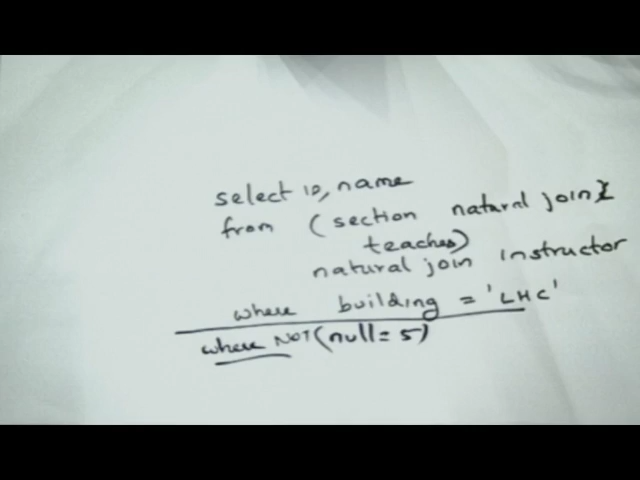 select ID, name
from (section natural join
teaches)
natural join instructor
where building = 'LHC'
where NOT (null = 5)